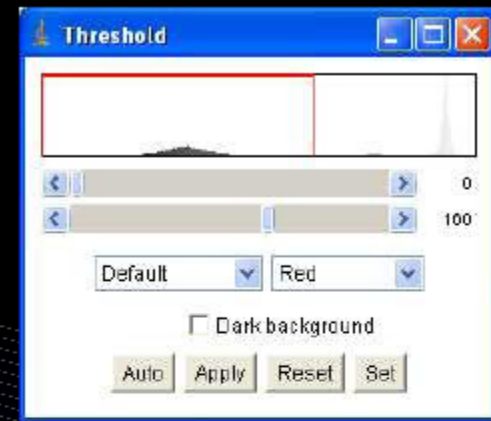 Threshold
0
100
Default Red
Dark background
Auto Apply Reset Set